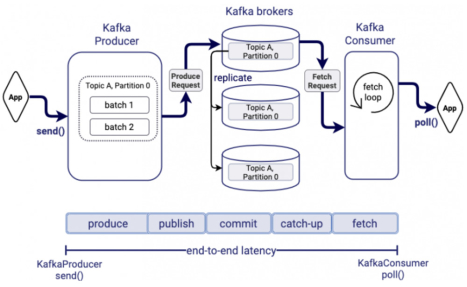 Kafka
Producer
Kafka brokers
Kafka
Consumer
App
send()
Topic A, Partition 0
batch 1
batch 2
Produce
Request
replicate
Topic A,
Partition 0
Topic A,
Partition 0
Topic A,
Partition 0
Fetch
Request
fetch
loop
poll()
App
produce
publish
commit
catch-up
fetch
end-to-end latency
KafkaProducer
send()
KafkaConsumer
poll()